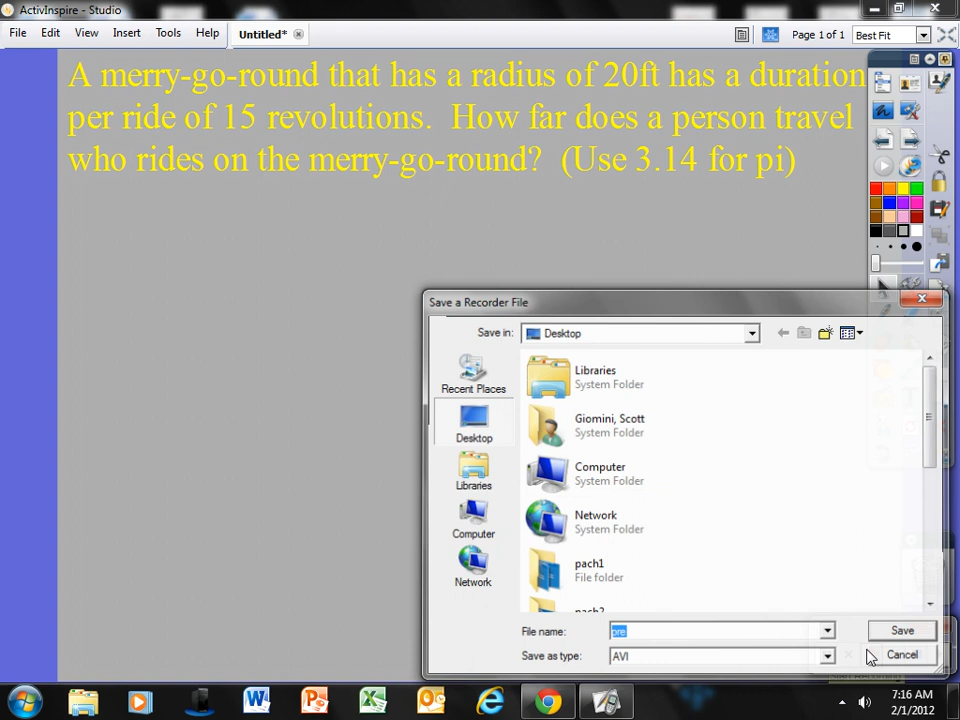 ActivInspire - Studio
File Edit View Insert Tools Help Untitled* Page 1 of 1 Best Fit
A merry-go-round that has a radius of 20ft has a duration
per ride of 15 revolutions. How far does a person travel
who rides on the merry-go-round? (Use 3.14 for pi)
Save a Recorder File
Save in: Desktop
Recent Places
Desktop
Libraries
Computer
Network
Libraries
System Folder
Giomini, Scott
System Folder
Computer
System Folder
Network
System Folder
pach1
File folder
pach2
File name: pre Save
Save as type: AVI Cancel
7:16 AM
2/1/2012